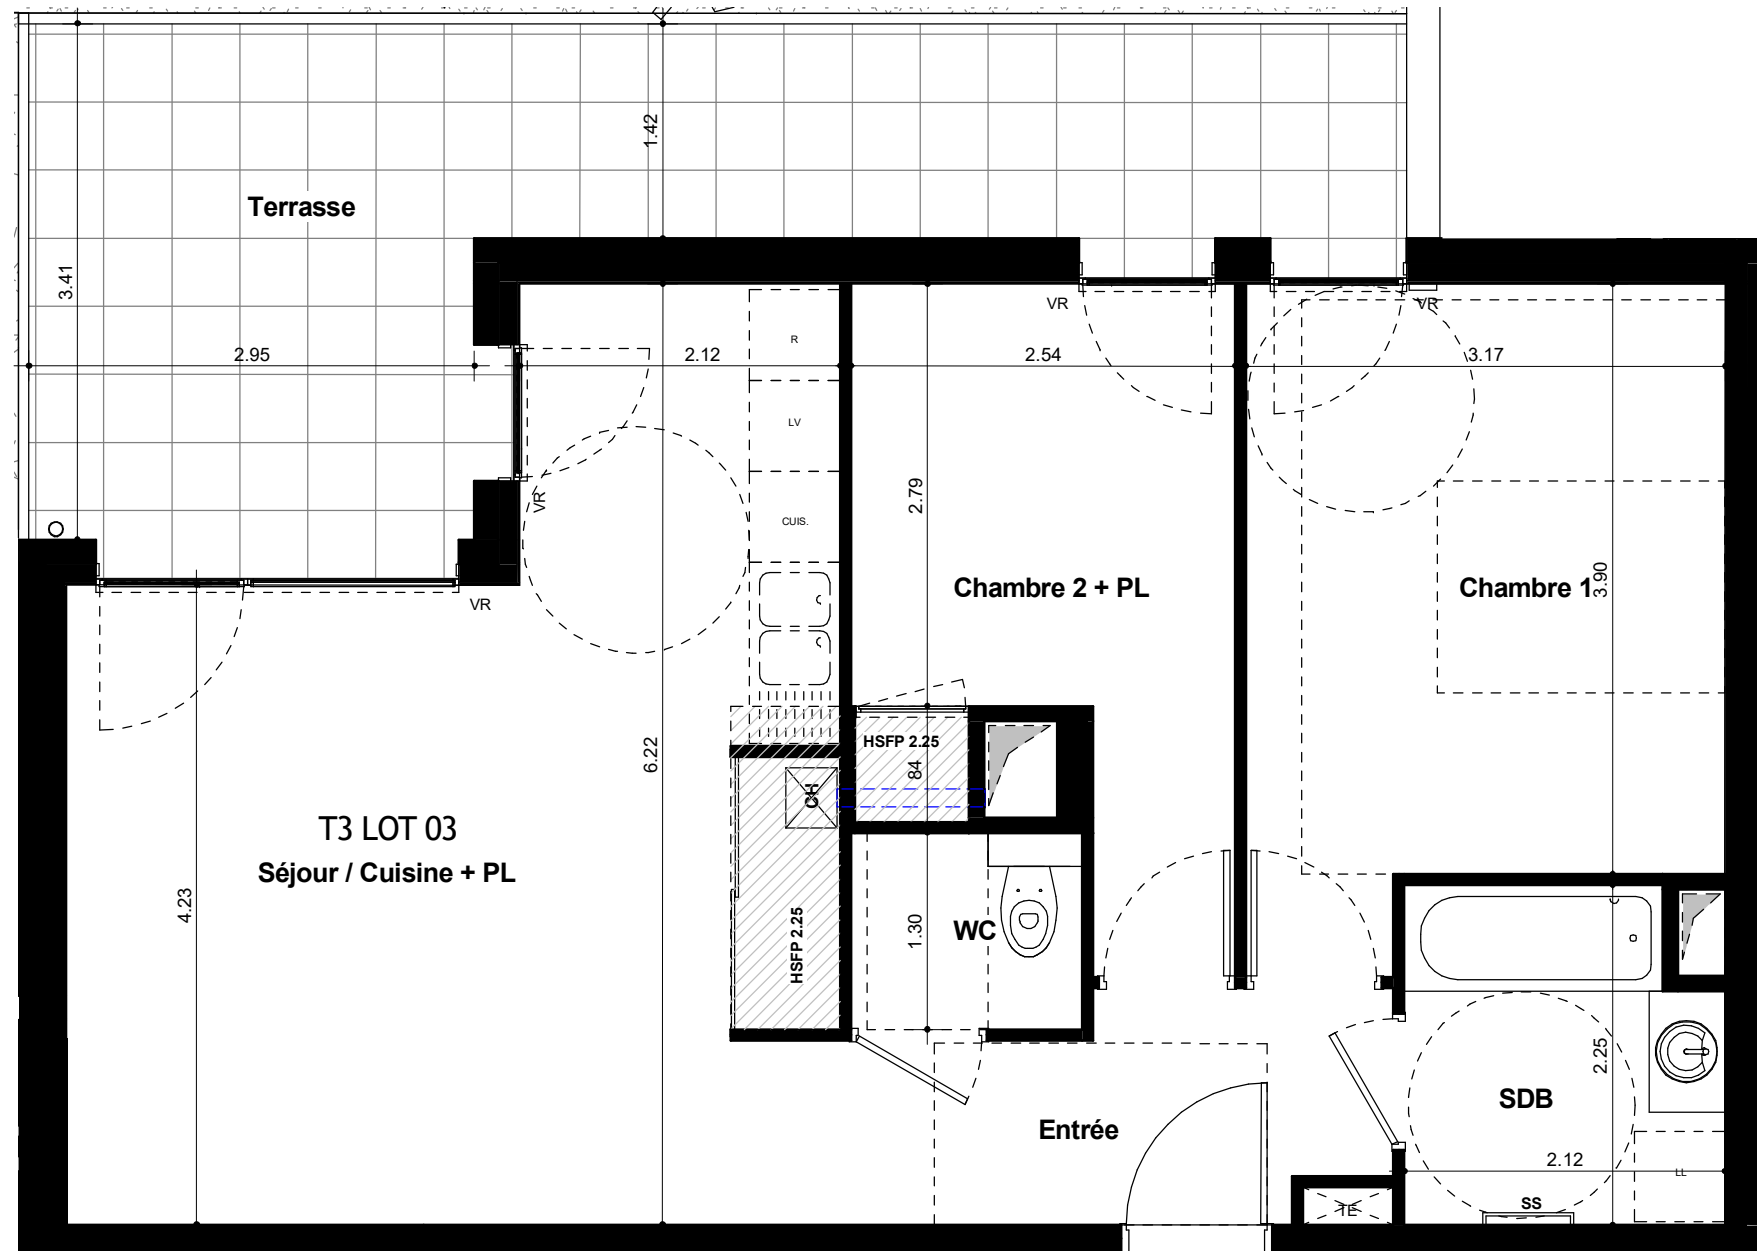 1.42
Terrasse
3.41
VR
VR
R
2.95
2.12
2.54
3.17
LV
2.79
VR
CUIS.
Chambre 2 + PL
Chambre 1
3.90
VR
HSFP 2.25
84
6.22
CH
T3 LOT 03
Séjour / Cuisine + PL
4.23
HSFP 2.25
1.30
WC
2.25
SDB
Entrée
2.12
LL
SS
TE